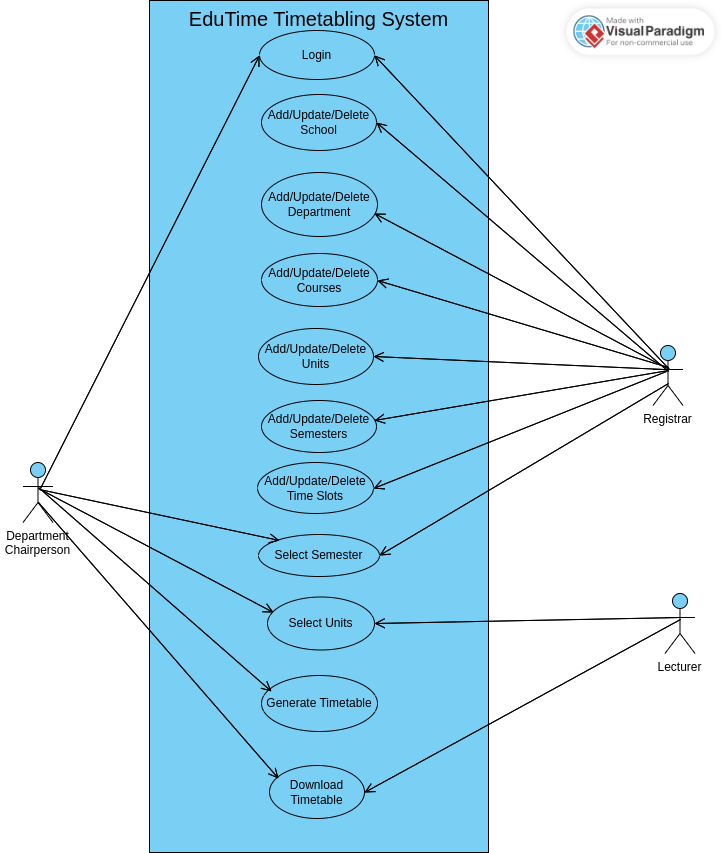 EduTime Timetabling System
Made with
Visual Paradigm
For non-commercial use
Login
Add/Update/Delete
School
Add/Update/Delete
Department
Add/Update/Delete
Courses
Add/Update/Delete
Units
Add/Update/Delete
Semesters
Add/Update/Delete
Time Slots
Select Semester
Select Units
Generate Timetable
Download
Timetable
Registrar
Department
Chairperson
Lecturer